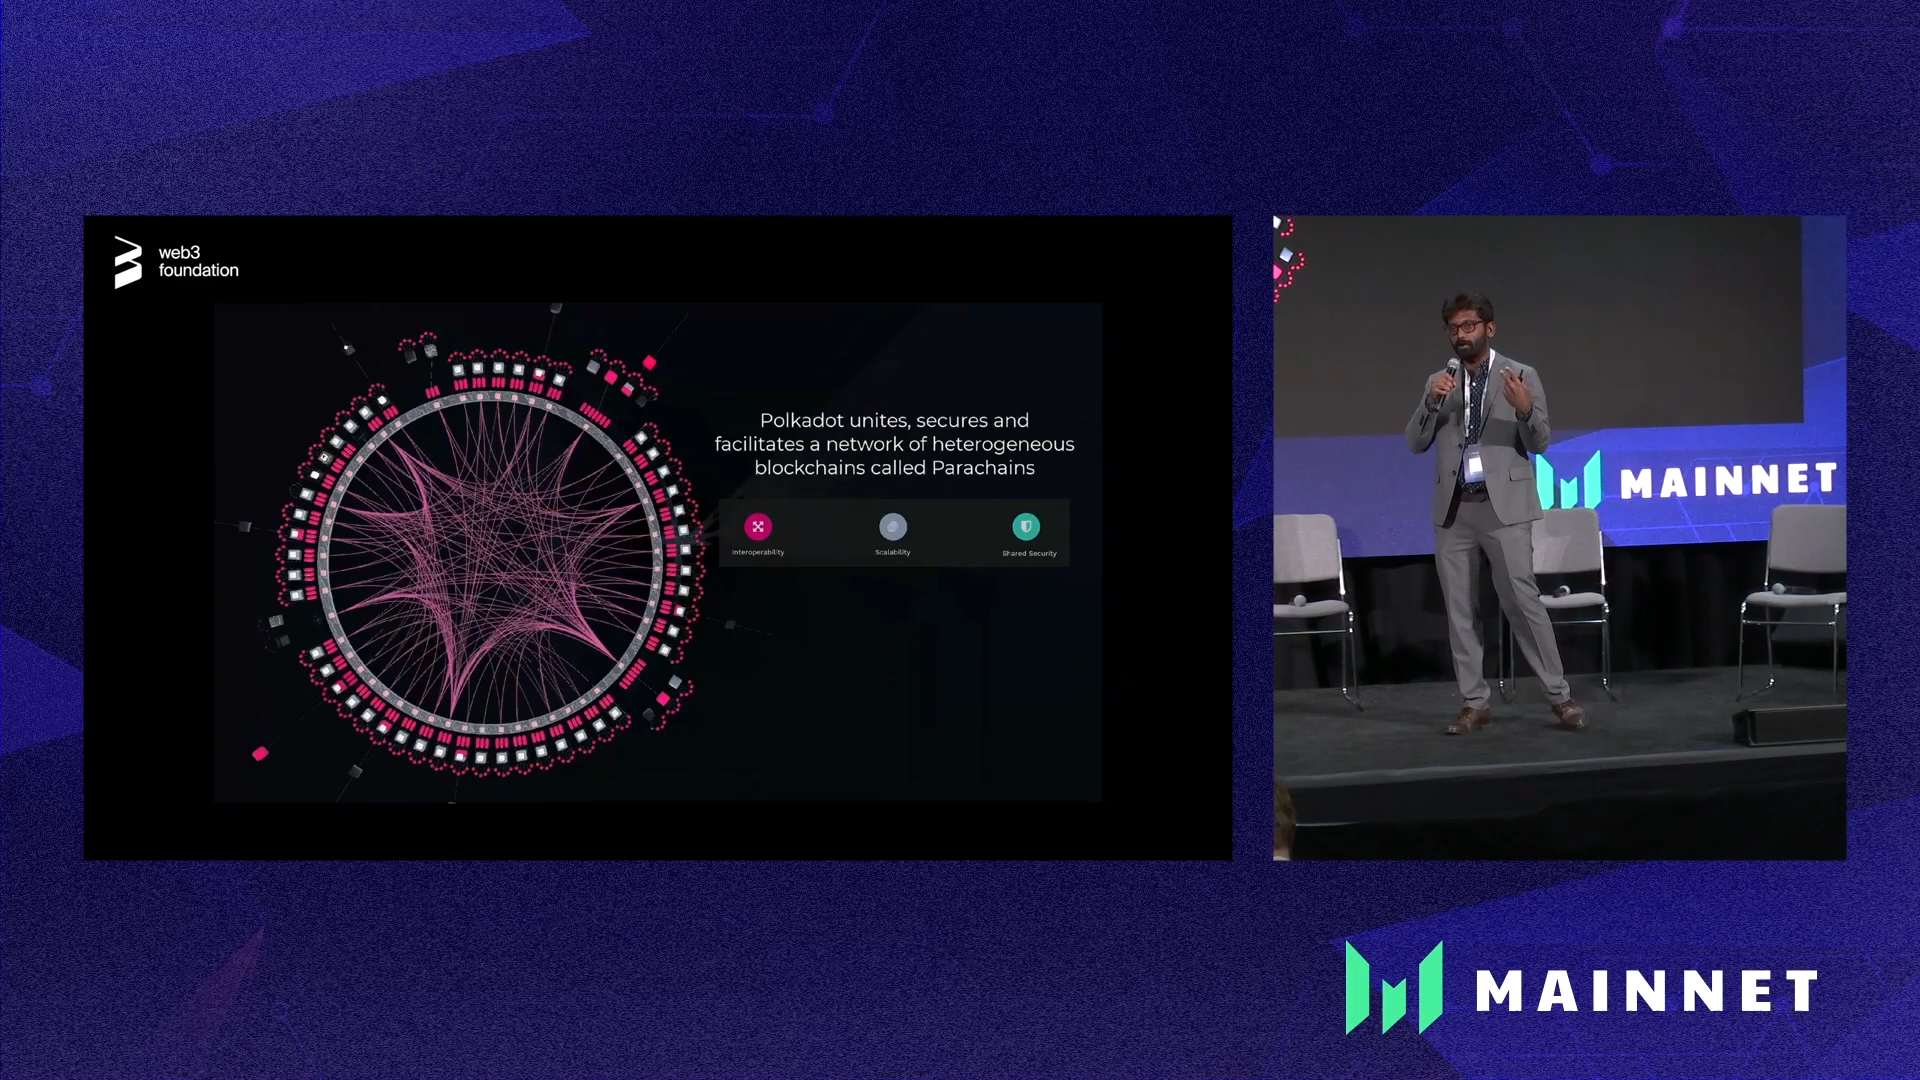 web3
foundation
Polkadot unites, secures and
facilitates a network of heterogeneous
blockchains called Parachains
Interoperability
Scalability
Shared Security
MAINNET
MAINNET